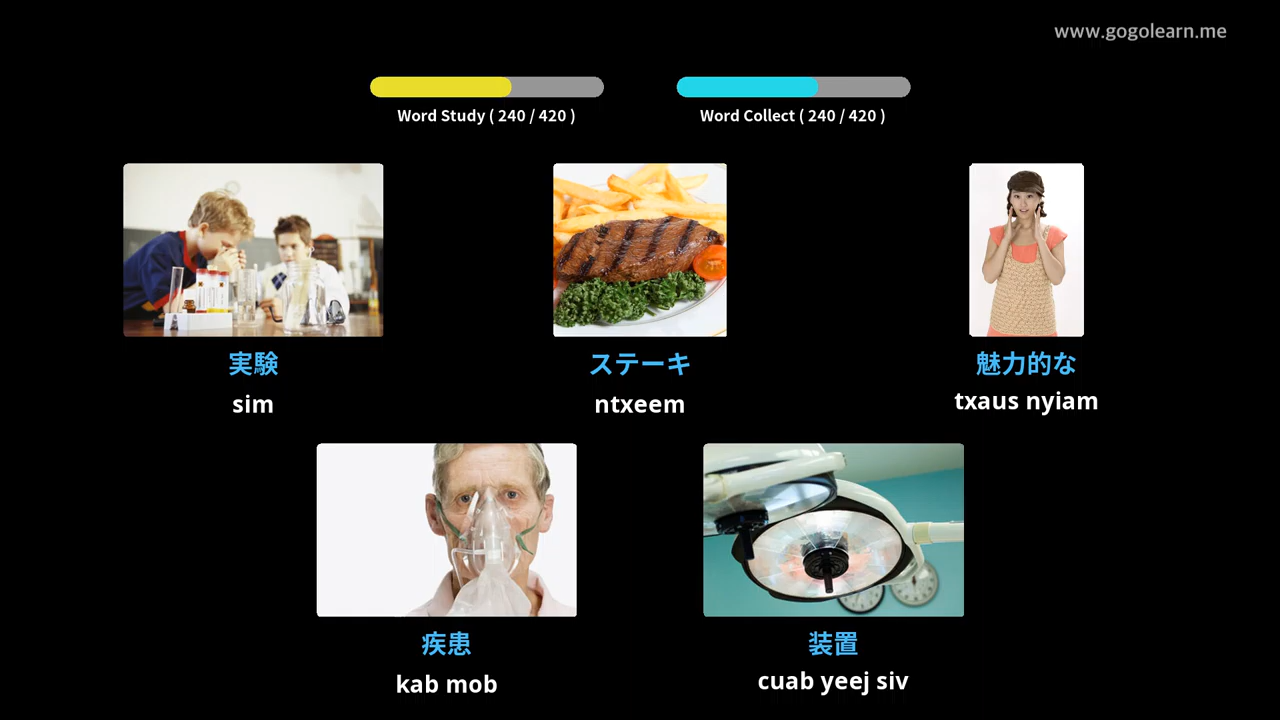 www.gogolearn.me
Word Study ( 240 / 420 )
Word Collect ( 240 / 420 )
実験
sim
ステーキ
ntxeem
魅力的な
txaus nyiam
疾患
kab mob
装置
cuab yeej siv